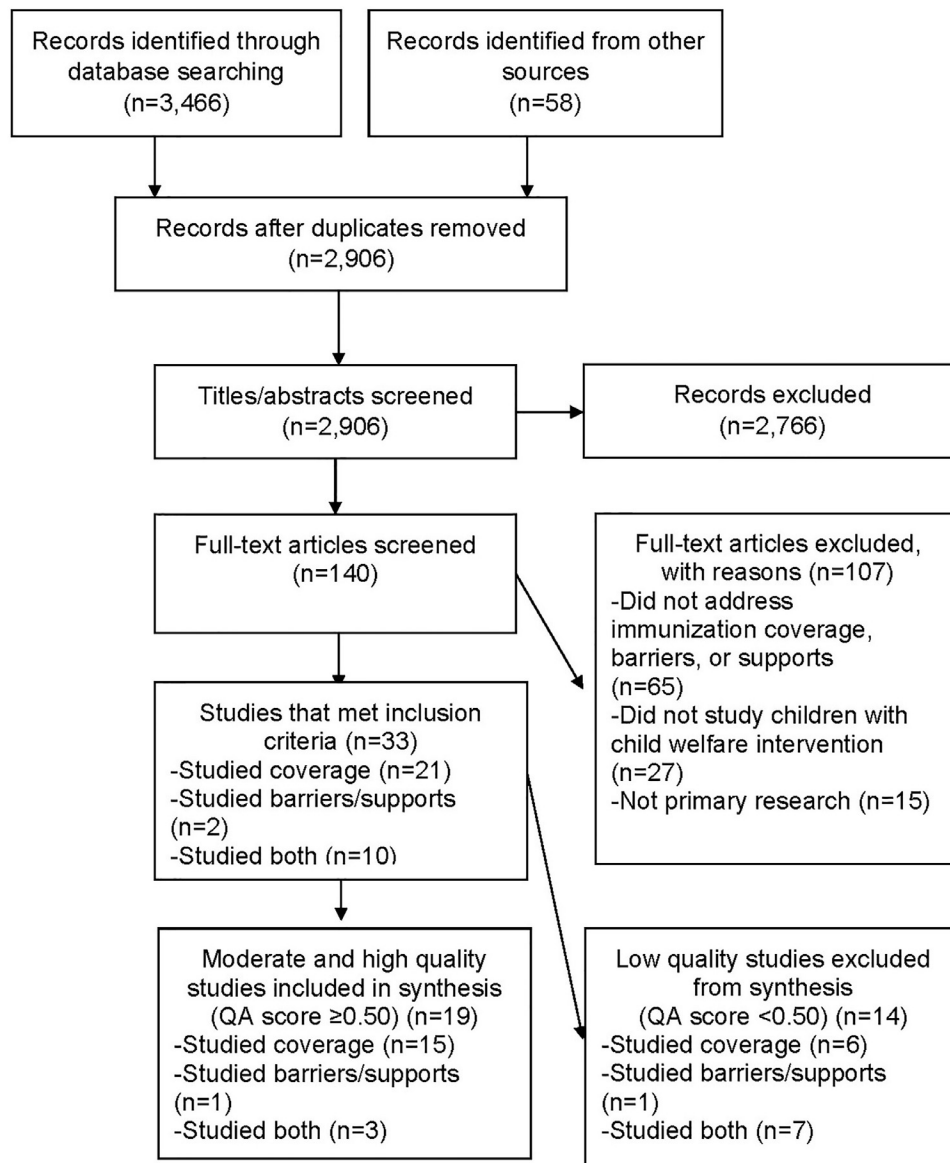 Records identified through
database searching
(n=3,466)
Records identified from other
sources
(n=58)
Records after duplicates removed
(n=2,906)
Titles/abstracts screened
(n=2,906)
Records excluded
(n=2,766)
Full-text articles screened
(n=140)
Full-text articles excluded,
with reasons (n=107)
-Did not address
immunization coverage,
barriers, or supports
(n=65)
-Did not study children with
child welfare intervention
(n=27)
-Not primary research (n=15)
Studies that met inclusion
criteria (n=33)
-Studied coverage (n=21)
-Studied barriers/supports
(n=2)
-Studied both (n=10)
Moderate and high quality
studies included in synthesis
(QA score ≥0.50) (n=19)
-Studied coverage (n=15)
-Studied barriers/supports
(n=1)
-Studied both (n=3)
Low quality studies excluded
from synthesis
(QA score <0.50) (n=14)
-Studied coverage (n=6)
-Studied barriers/supports
(n=1)
-Studied both (n=7)